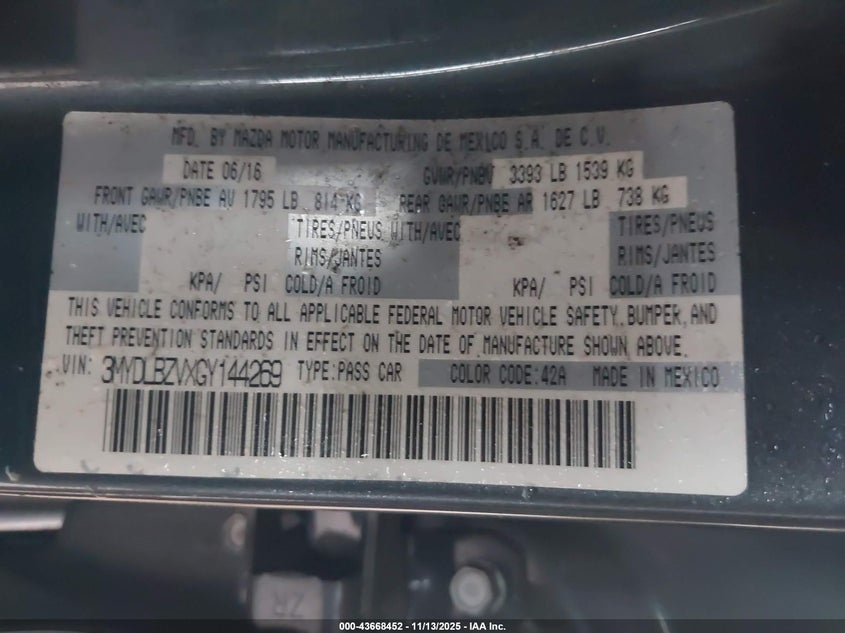 MFD. BY MAZDA MOTOR MANUFACTURING DE MEXICO S.A. DE C.V.
DATE 06/16 GVWR/PNBV 3393 LB 1539 KG
FRONT GAWR/PNBE AV 1795 LB 814 KG REAR GAWR/PNBE AR 1627 LB 738 KG
WITH/AVEC TIRES/PNEUS WITH/AVEC TIRES/PNEUS
RIMS/JANTES RIMS/JANTES
KPA/ PSI COLD/A FROID KPA/ PSI COLD/A FROID
THIS VEHICLE CONFORMS TO ALL APPLICABLE FEDERAL MOTOR VEHICLE SAFETY, BUMPER, AND
THEFT PREVENTION STANDARDS IN EFFECT ON THE DATE OF MANUFACTURE SHOWN ABOVE.
VIN: 3MYDLBZVXGY144269 TYPE:PASS CAR COLOR CODE:42A MADE IN MEXICO
ZR
000-43668452 - 11/13/2025 - IAA Inc.